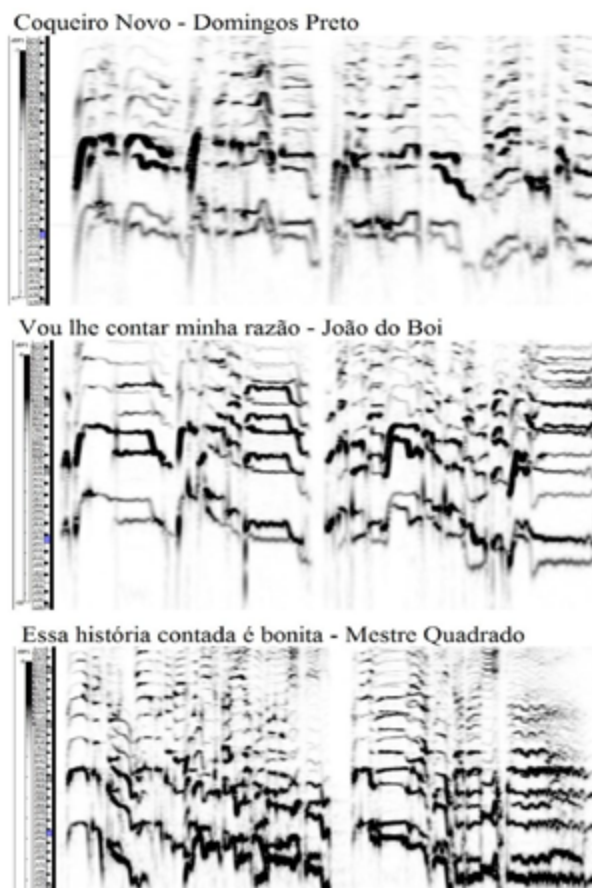 Coqueiro Novo - Domingos Preto
Vou lhe contar minha razão - João do Boi
Essa história contada é bonita - Mestre Quadrado